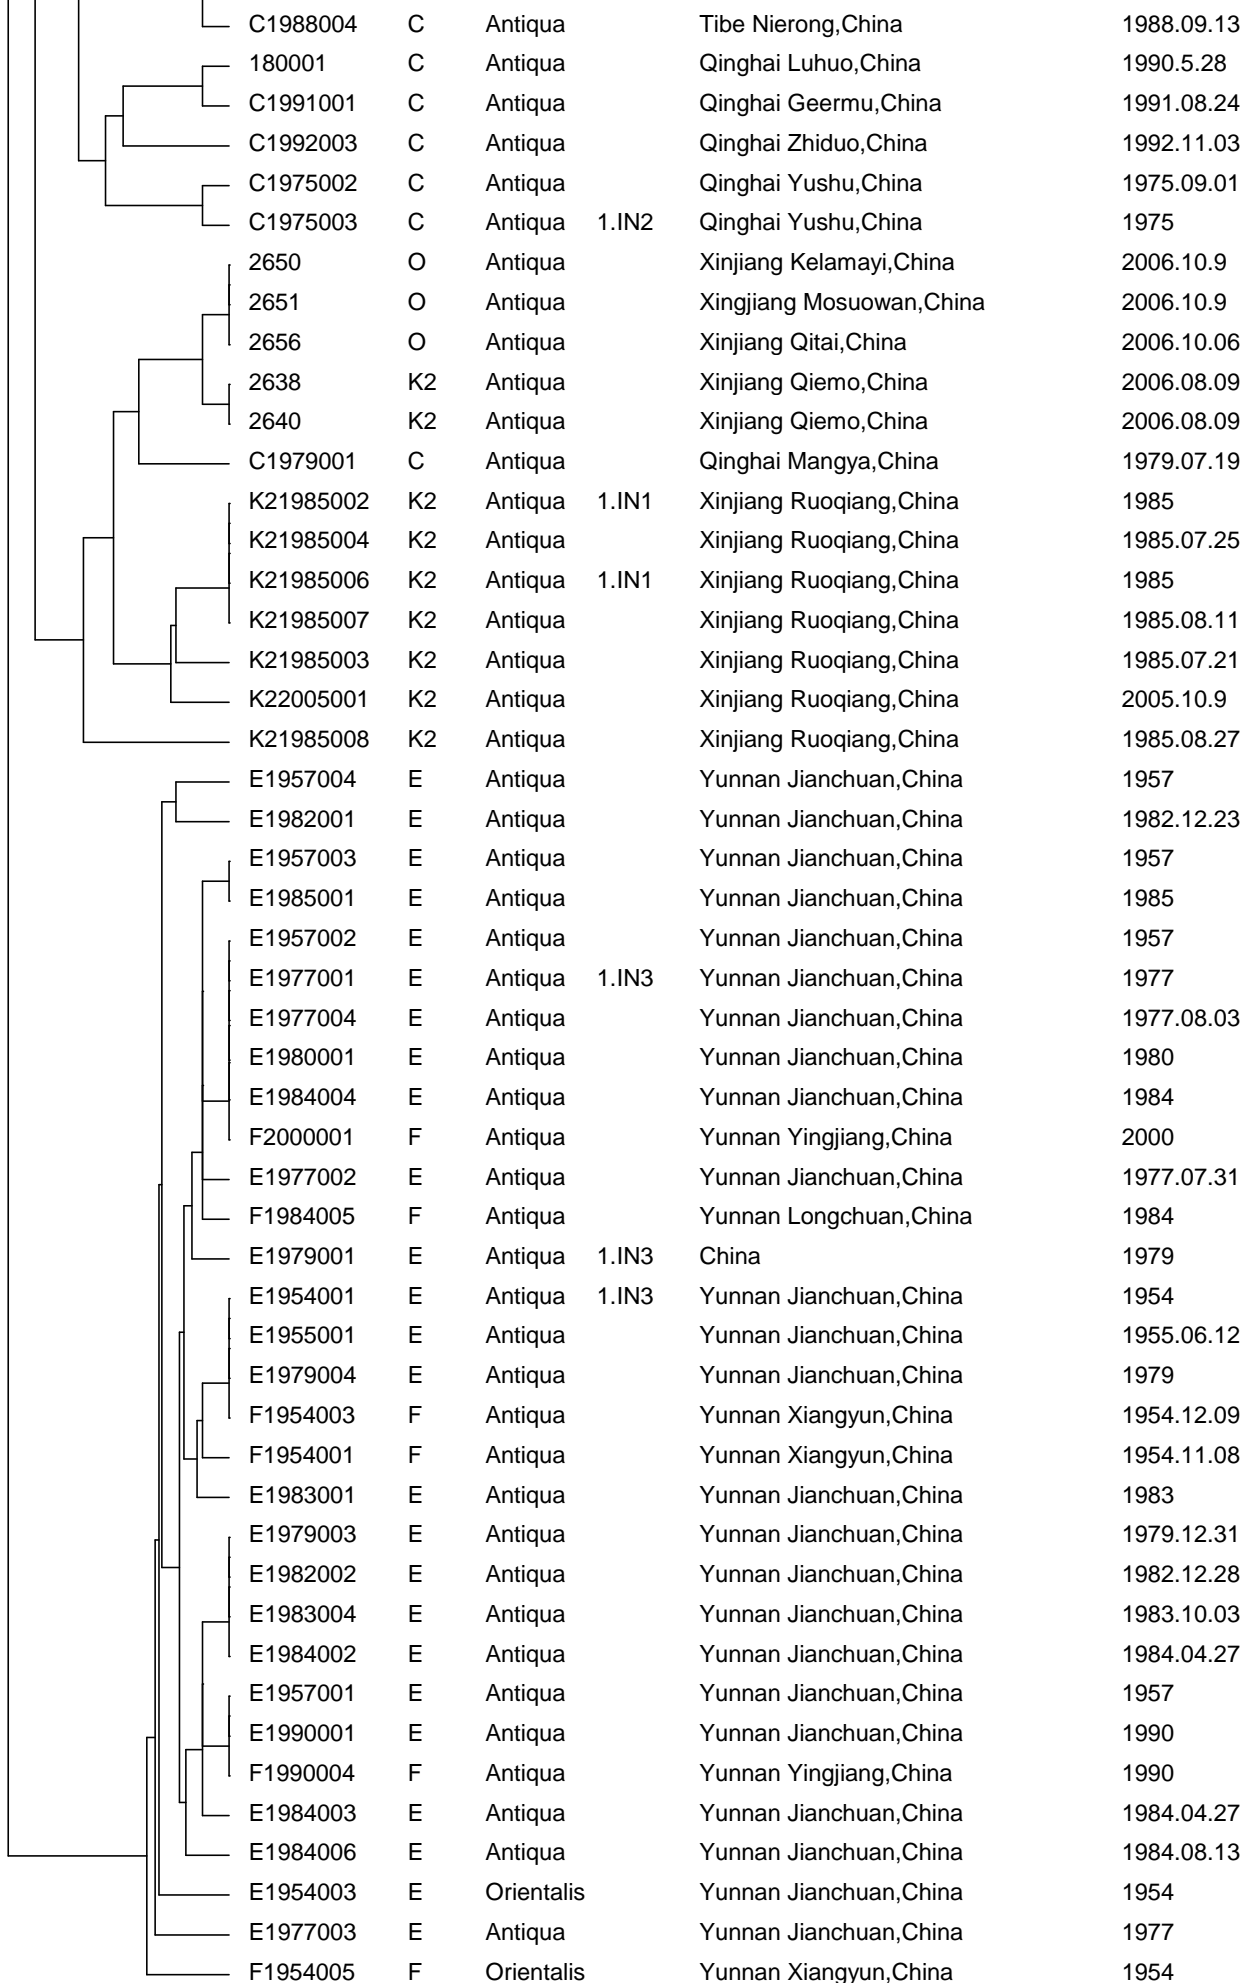 C1988004 C Antiqua Tibe Nierong,China 1988.09.13
180001 C Antiqua Qinghai Luhuo,China 1990.5.28
C1991001 C Antiqua Qinghai Geermu,China 1991.08.24
C1992003 C Antiqua Qinghai Zhiduo,China 1992.11.03
C1975002 C Antiqua Qinghai Yushu,China 1975.09.01
C1975003 C Antiqua 1.IN2 Qinghai Yushu,China 1975
2650 O Antiqua Xinjiang Kelamayi,China 2006.10.9
2651 O Antiqua Xingjiang Mosuowan,China 2006.10.9
2656 O Antiqua Xinjiang Qitai,China 2006.10.06
2638 K2 Antiqua Xinjiang Qiemo,China 2006.08.09
2640 K2 Antiqua Xinjiang Qiemo,China 2006.08.09
C1979001 C Antiqua Qinghai Mangya,China 1979.07.19
K21985002 K2 Antiqua 1.IN1 Xinjiang Ruoqiang,China 1985
K21985004 K2 Antiqua Xinjiang Ruoqiang,China 1985.07.25
K21985006 K2 Antiqua 1.IN1 Xinjiang Ruoqiang,China 1985
K21985007 K2 Antiqua Xinjiang Ruoqiang,China 1985.08.11
K21985003 K2 Antiqua Xinjiang Ruoqiang,China 1985.07.21
K22005001 K2 Antiqua Xinjiang Ruoqiang,China 2005.10.9
K21985008 K2 Antiqua Xinjiang Ruoqiang,China 1985.08.27
E1957004 E Antiqua Yunnan Jianchuan,China 1957
E1982001 E Antiqua Yunnan Jianchuan,China 1982.12.23
E1957003 E Antiqua Yunnan Jianchuan,China 1957
E1985001 E Antiqua Yunnan Jianchuan,China 1985
E1957002 E Antiqua Yunnan Jianchuan,China 1957
E1977001 E Antiqua 1.IN3 Yunnan Jianchuan,China 1977
E1977004 E Antiqua Yunnan Jianchuan,China 1977.08.03
E1980001 E Antiqua Yunnan Jianchuan,China 1980
E1984004 E Antiqua Yunnan Jianchuan,China 1984
F2000001 F Antiqua Yunnan Yingjiang,China 2000
E1977002 E Antiqua Yunnan Jianchuan,China 1977.07.31
F1984005 F Antiqua Yunnan Longchuan,China 1984
E1979001 E Antiqua 1.IN3 China 1979
E1954001 E Antiqua 1.IN3 Yunnan Jianchuan,China 1954
E1955001 E Antiqua Yunnan Jianchuan,China 1955.06.12
E1979004 E Antiqua Yunnan Jianchuan,China 1979
F1954003 F Antiqua Yunnan Xiangyun,China 1954.12.09
F1954001 F Antiqua Yunnan Xiangyun,China 1954.11.08
E1983001 E Antiqua Yunnan Jianchuan,China 1983
E1979003 E Antiqua Yunnan Jianchuan,China 1979.12.31
E1982002 E Antiqua Yunnan Jianchuan,China 1982.12.28
E1983004 E Antiqua Yunnan Jianchuan,China 1983.10.03
E1984002 E Antiqua Yunnan Jianchuan,China 1984.04.27
E1957001 E Antiqua Yunnan Jianchuan,China 1957
E1990001 E Antiqua Yunnan Jianchuan,China 1990
F1990004 F Antiqua Yunnan Yingjiang,China 1990
E1984003 E Antiqua Yunnan Jianchuan,China 1984.04.27
E1984006 E Antiqua Yunnan Jianchuan,China 1984.08.13
E1954003 E Orientalis Yunnan Jianchuan,China 1954
E1977003 E Antiqua Yunnan Jianchuan,China 1977
F1954005 F Orientalis Yunnan Xiangyun,China 1954